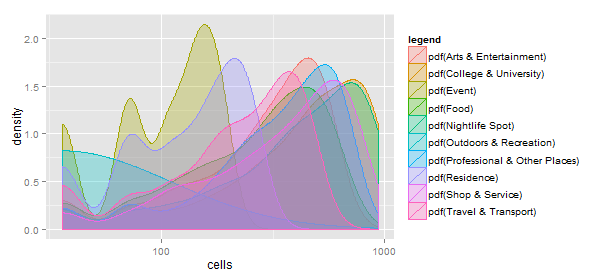 density
2.0
1.5
1.0
0.5
0.0
100
1000
cells
legend
pdf(Arts & Entertainment)
pdf(College & University)
pdf(Event)
pdf(Food)
pdf(Nightlife Spot)
pdf(Outdoors & Recreation)
pdf(Professional & Other Places)
pdf(Residence)
pdf(Shop & Service)
pdf(Travel & Transport)